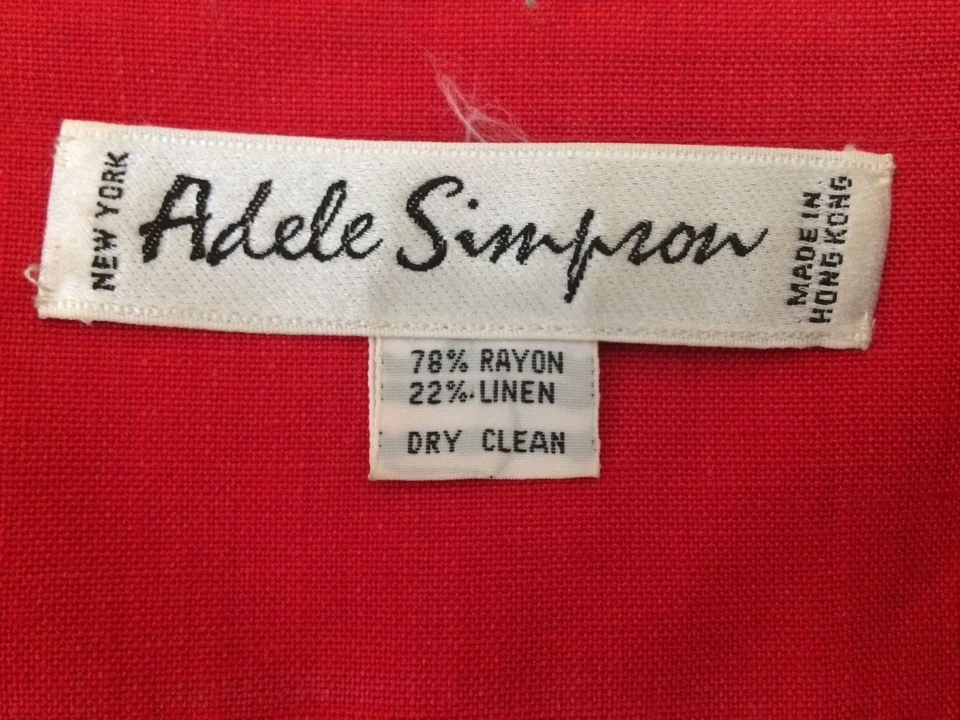 NEW YORK
Adele Simpson
MADE IN
HONG KONG
78% RAYON
22% LINEN
DRY CLEAN